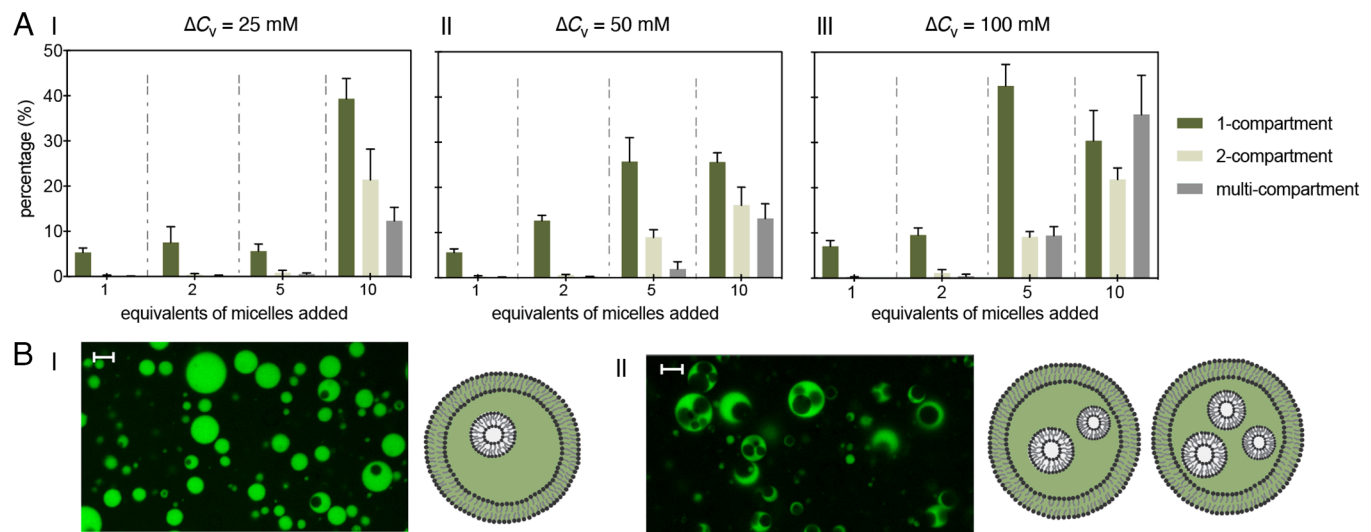 A
I
ΔCv = 25 mM
II
ΔCv = 50 mM
III
ΔCv = 100 mM
percentage (%)
50
40
30
20
10
0
1 2 5 10
equivalents of micelles added
1 2 5 10
equivalents of micelles added
1 2 5 10
equivalents of micelles added
1-compartment
2-compartment
multi-compartment
B
I
II